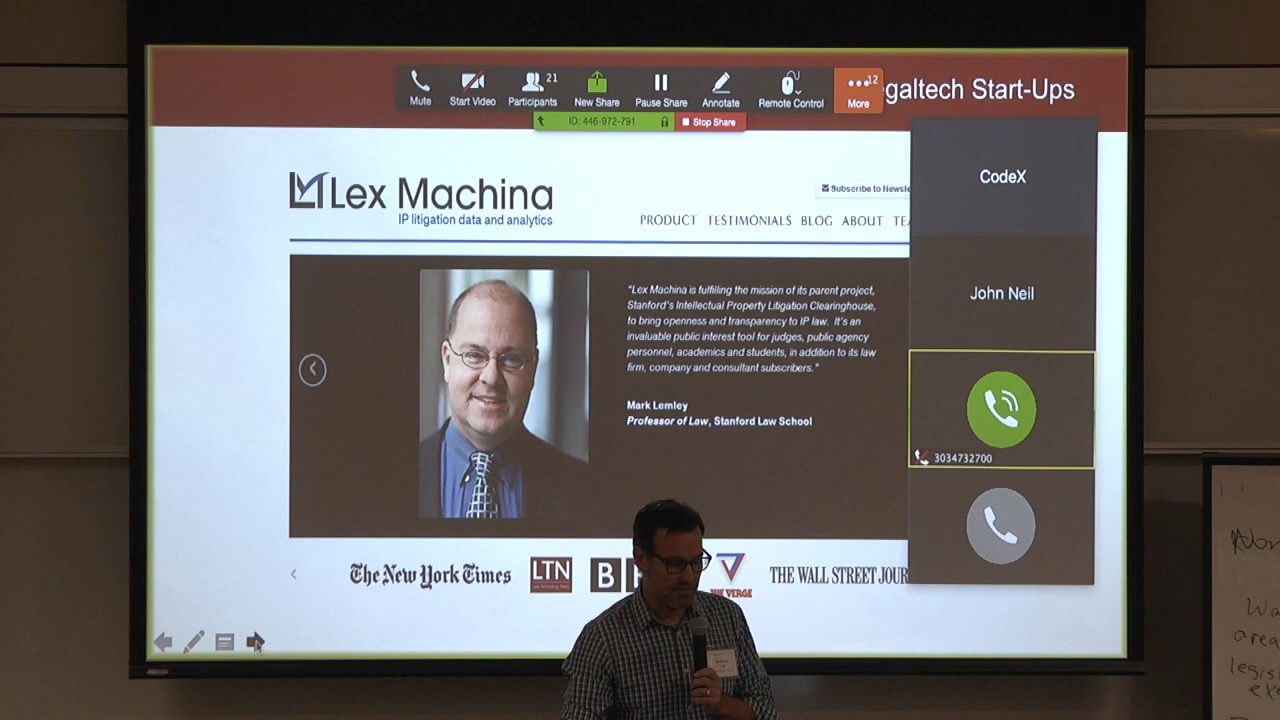 21
12
Mute
Start Video
Participants
New Share
Pause Share
Annotate
Remote Control
More
egaltech Start-Ups
ID: 446-972-791
Stop Share
CodeX
Lex Machina
IP litigation data and analytics
Subscribe to Newsle
PRODUCT TESTIMONIALS BLOG ABOUT TEA
John Neil
"Lex Machina is fulfilling the mission of its parent project,
Stanford's Intellectual Property Litigation Clearinghouse,
to bring openness and transparency to IP law. It's an
invaluable public interest tool for judges, public agency
personnel, academics and students, in addition to its law
firm, company and consultant subscribers."
Mark Lemley
Professor of Law, Stanford Law School
3034732700
The New York Times
LTN
B
THE VERGE
THE WALL STREET JOUR
Wa
area
legis